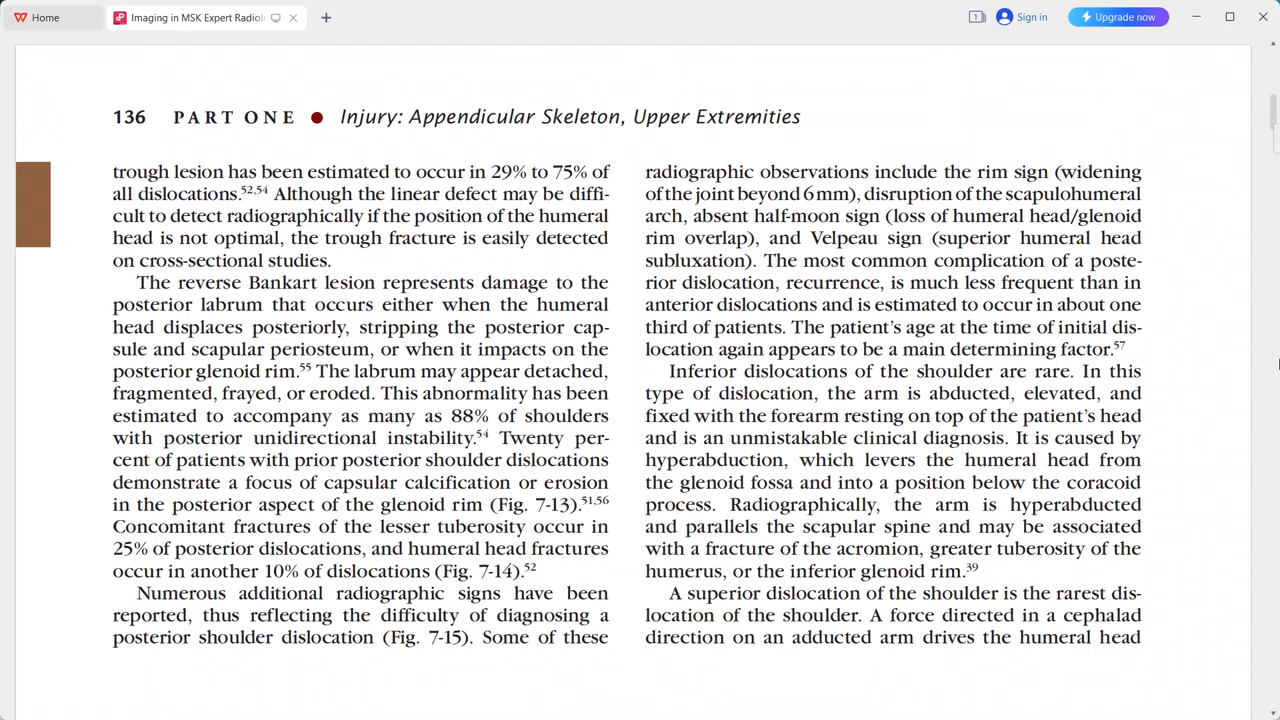 Home
Imaging in MSK Expert Radiol
1
Sign in
Upgrade now
136 PART ONE ● Injury: Appendicular Skeleton, Upper Extremities
trough lesion has been estimated to occur in 29% to 75% of
all dislocations.52,54 Although the linear defect may be diffi-
cult to detect radiographically if the position of the humeral
head is not optimal, the trough fracture is easily detected
on cross-sectional studies.
The reverse Bankart lesion represents damage to the
posterior labrum that occurs either when the humeral
head displaces posteriorly, stripping the posterior cap-
sule and scapular periosteum, or when it impacts on the
posterior glenoid rim.55 The labrum may appear detached,
fragmented, frayed, or eroded. This abnormality has been
estimated to accompany as many as 88% of shoulders
with posterior unidirectional instability.54 Twenty per-
cent of patients with prior posterior shoulder dislocations
demonstrate a focus of capsular calcification or erosion
in the posterior aspect of the glenoid rim (Fig. 7-13).51,56
Concomitant fractures of the lesser tuberosity occur in
25% of posterior dislocations, and humeral head fractures
occur in another 10% of dislocations (Fig. 7-14).52
Numerous additional radiographic signs have been
reported, thus reflecting the difficulty of diagnosing a
posterior shoulder dislocation (Fig. 7-15). Some of these
radiographic observations include the rim sign (widening
of the joint beyond 6 mm), disruption of the scapulohumeral
arch, absent half-moon sign (loss of humeral head/glenoid
rim overlap), and Velpeau sign (superior humeral head
subluxation). The most common complication of a poste-
rior dislocation, recurrence, is much less frequent than in
anterior dislocations and is estimated to occur in about one
third of patients. The patient's age at the time of initial dis-
location again appears to be a main determining factor.57
Inferior dislocations of the shoulder are rare. In this
type of dislocation, the arm is abducted, elevated, and
fixed with the forearm resting on top of the patient's head
and is an unmistakable clinical diagnosis. It is caused by
hyperabduction, which levers the humeral head from
the glenoid fossa and into a position below the coracoid
process. Radiographically, the arm is hyperabducted
and parallels the scapular spine and may be associated
with a fracture of the acromion, greater tuberosity of the
humerus, or the inferior glenoid rim.39
A superior dislocation of the shoulder is the rarest dis-
location of the shoulder. A force directed in a cephalad
direction on an adducted arm drives the humeral head